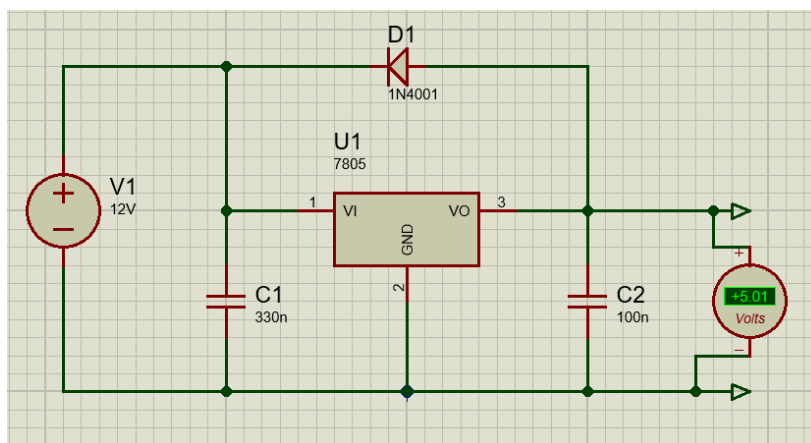 D1
1N4001
U1
7805
V1
12V
1
VI
VO
3
GND
2
C1
330n
C2
100n
+
+5.01
Volts
−
+
−